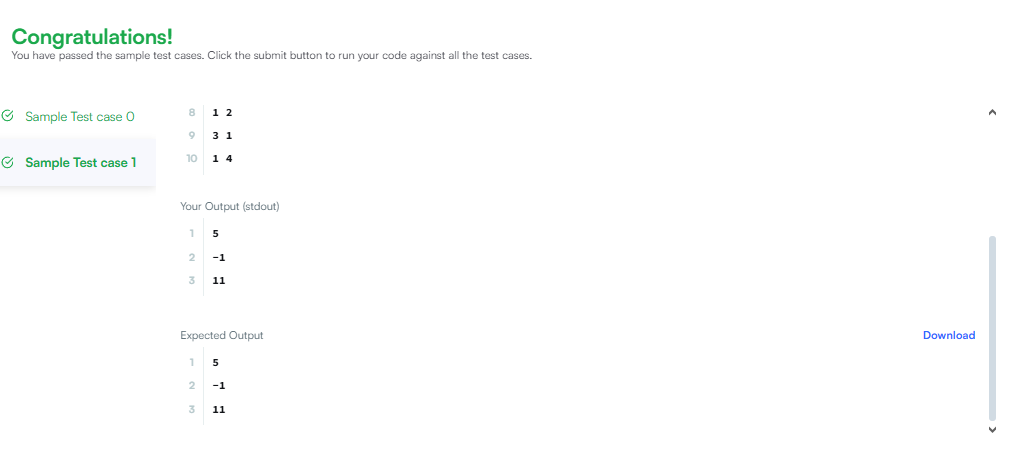 Congratulations!
You have passed the sample test cases. Click the submit button to run your code against all the test cases.
Sample Test case 0
Sample Test case 1
8 1 2
9 3 1
10 1 4
Your Output (stdout)
1 5
2 -1
3 11
Expected Output Download
1 5
2 -1
3 11